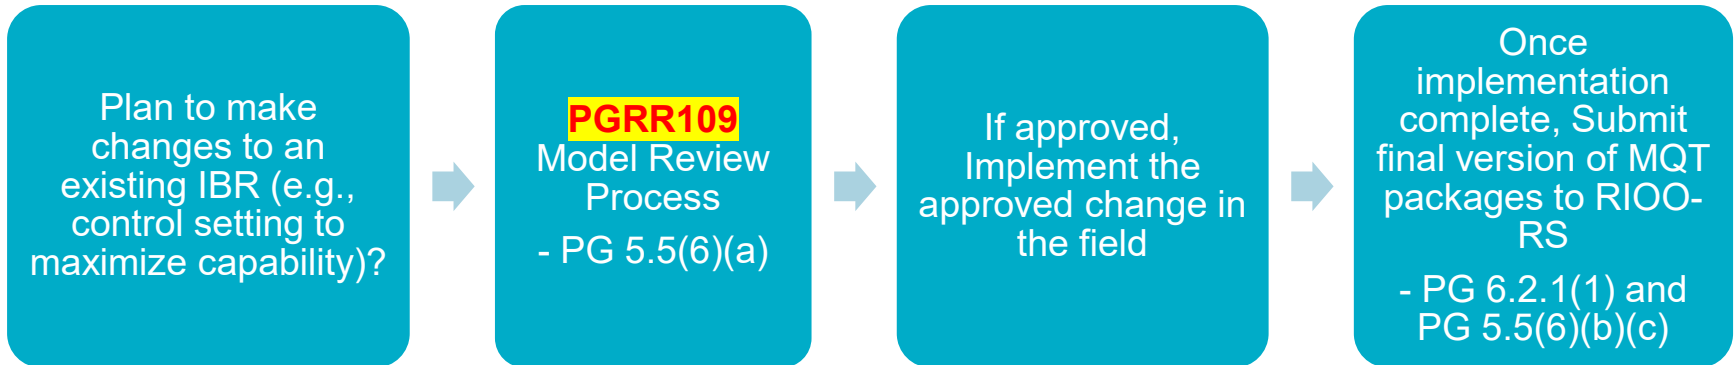 Plan to make
changes to an
existing IBR (e.g.,
control setting to
maximize capability)?
PGRR109
Model Review
Process
- PG 5.5(6)(a)
If approved,
Implement the
approved change in
the field
Once
implementation
complete, Submit
final version of MQT
packages to RIOO-
RS
- PG 6.2.1(1) and
PG 5.5(6)(b)(c)